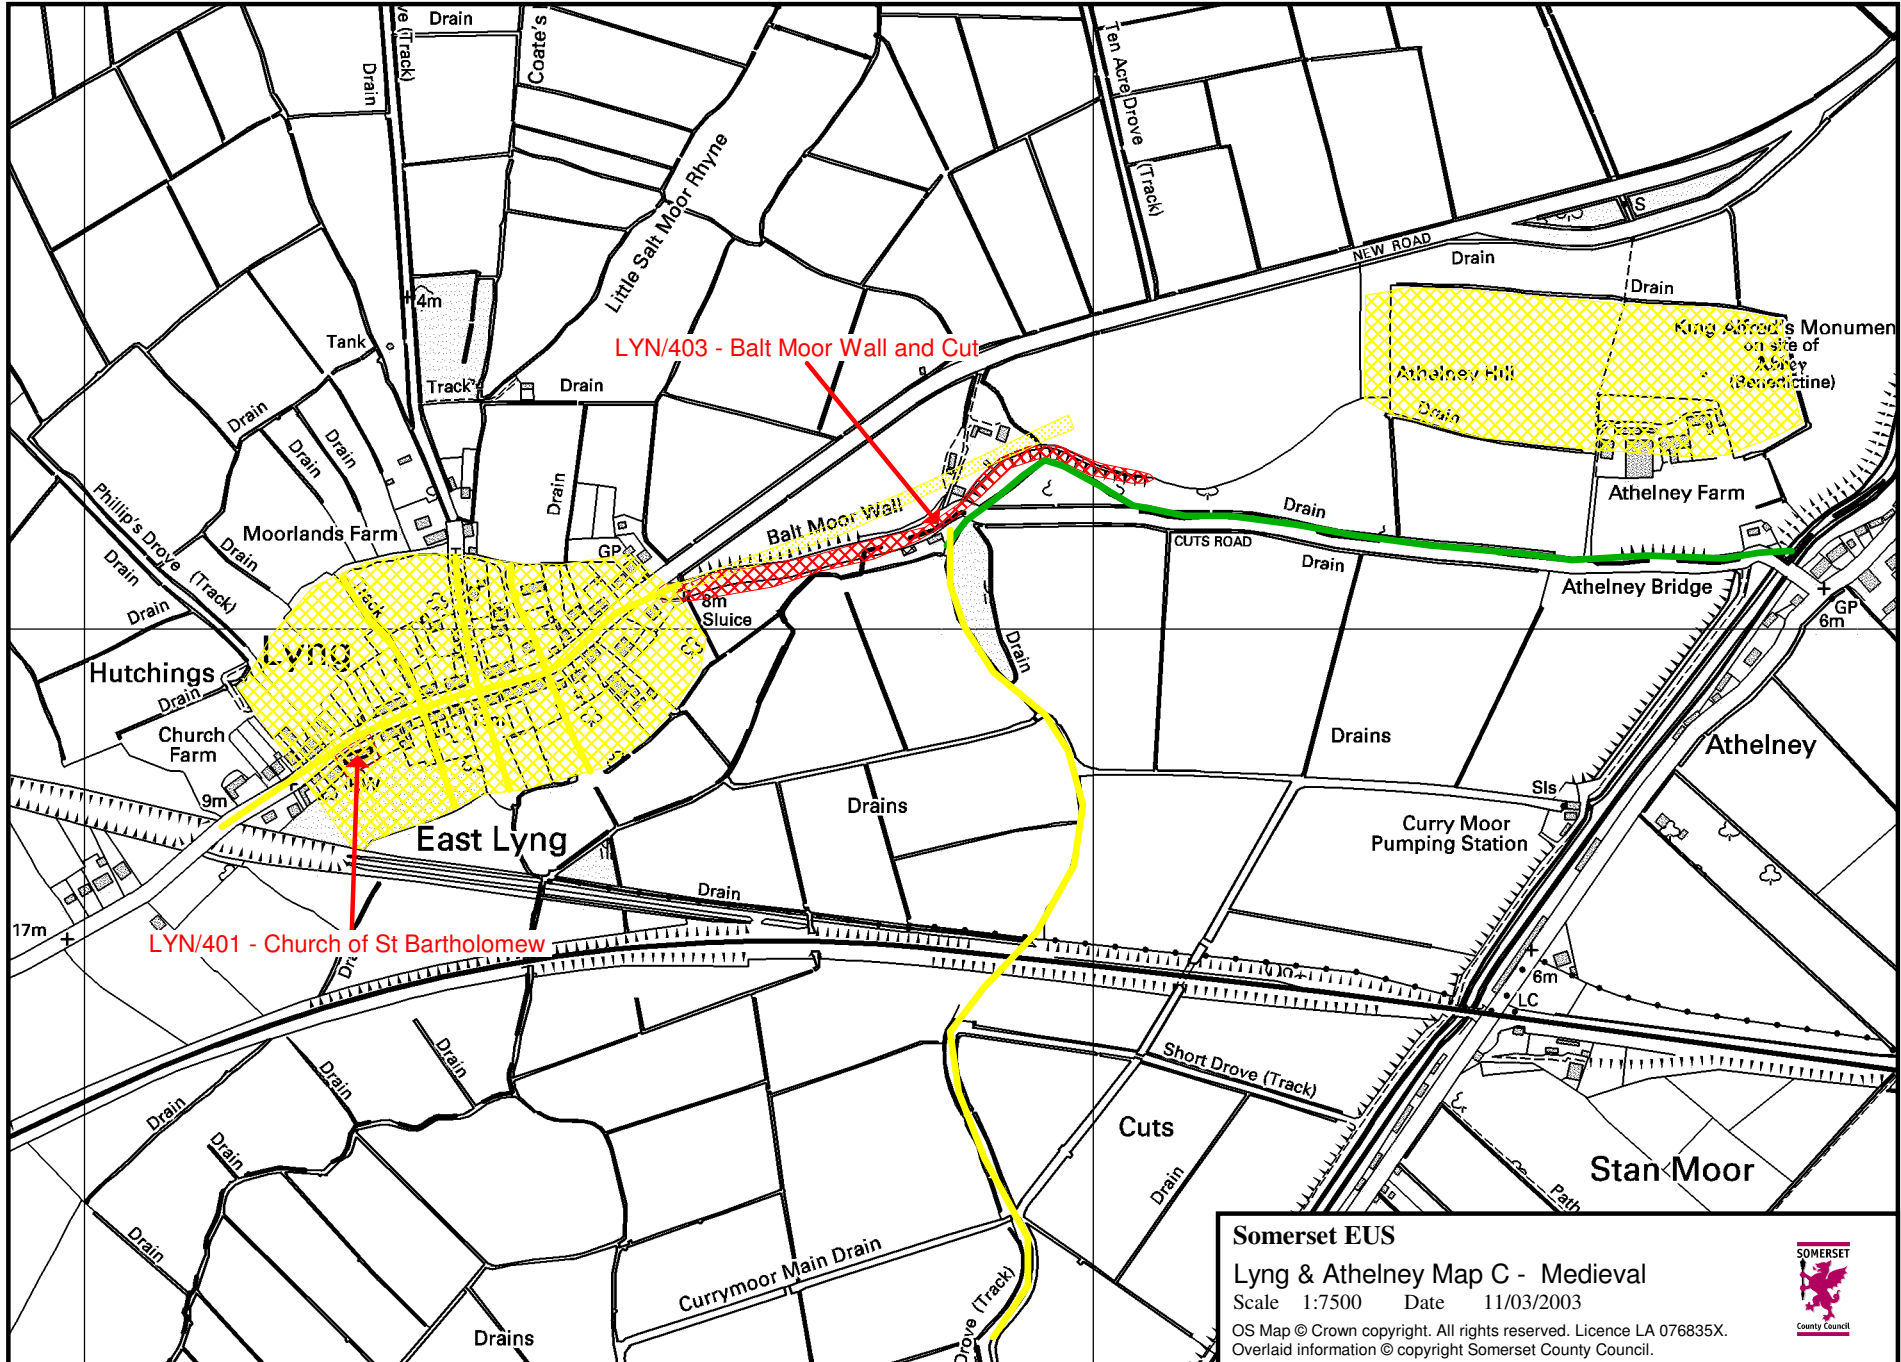 Drain
ve (Track)
Coate's
Drain
Ten Acre Drove (Track)
Little Salt Moor Rhyne
S
NEW ROAD
Drain
Drain
4m
King Alfred's Monumen
on site of
Abbey
(Benedictine)
Tank
LYN/403 - Balt Moor Wall and Cut
Athelney Hill
Track
Drain
Drain
Drain
Drain
Drain
Drain
Phillip's Drove (Track)
Moorlands Farm
Drain
Balt Moor Wall
GP
Drain
Athelney Farm
CUTS ROAD
Drain
Drain
Drain
Athelney Bridge
Track
8m
Sluice
GP
6m
Drain
Lyng
Drain
Hutchings
Drain
Church
Farm
Drains
Athelney
9m
Drains
Sls
Curry Moor
Pumping Station
East Lyng
Drain
17m
LYN/401 - Church of St Bartholomew
Dra
6m
LC
Drain
Drain
Drain
Short Drove (Track)
Drain
Cuts
Drain
Stan Moor
Path
Drain
Currymoor Main Drain
Drains
Drove (Track)
Somerset EUS
Lyng & Athelney Map C - Medieval
Scale 1:7500 Date 11/03/2003
OS Map © Crown copyright. All rights reserved. Licence LA 076835X.
Overlaid information © copyright Somerset County Council.
SOMERSET
County Council